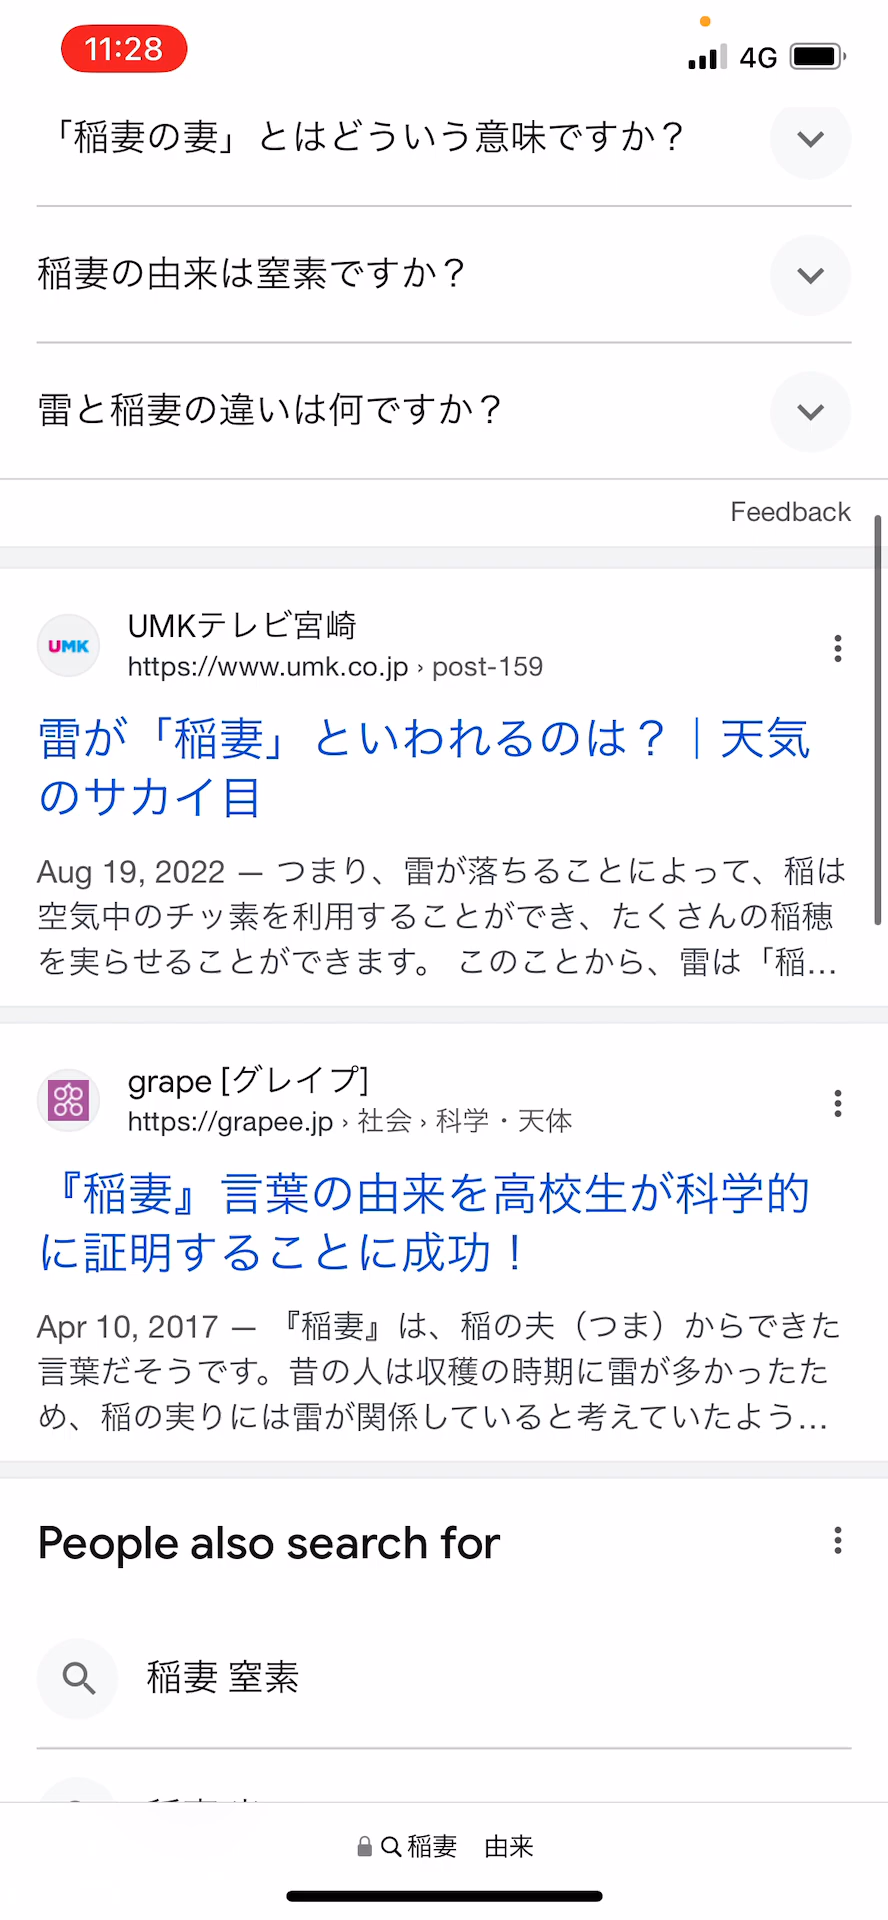 11:28
4G
「稲妻の妻」とはどういう意味ですか？
稲妻の由来は窒素ですか？
雷と稲妻の違いは何ですか？
Feedback
UMK
UMKテレビ宮崎
https://www.umk.co.jp › post-159
雷が「稲妻」といわれるのは？｜天気
のサカイ目
Aug 19, 2022 — つまり、雷が落ちることによって、稲は
空気中のチッ素を利用することができ、たくさんの稲穂
を実らせることができます。 このことから、雷は「稲...
grape [グレイプ]
https://grapee.jp › 社会 › 科学・天体
『稲妻』言葉の由来を高校生が科学的
に証明することに成功！
Apr 10, 2017 — 『稲妻』は、稲の夫（つま）からできた
言葉だそうです。昔の人は収穫の時期に雷が多かったた
め、稲の実りには雷が関係していると考えていたよう...
People also search for
稲妻 窒素
稲妻　由来